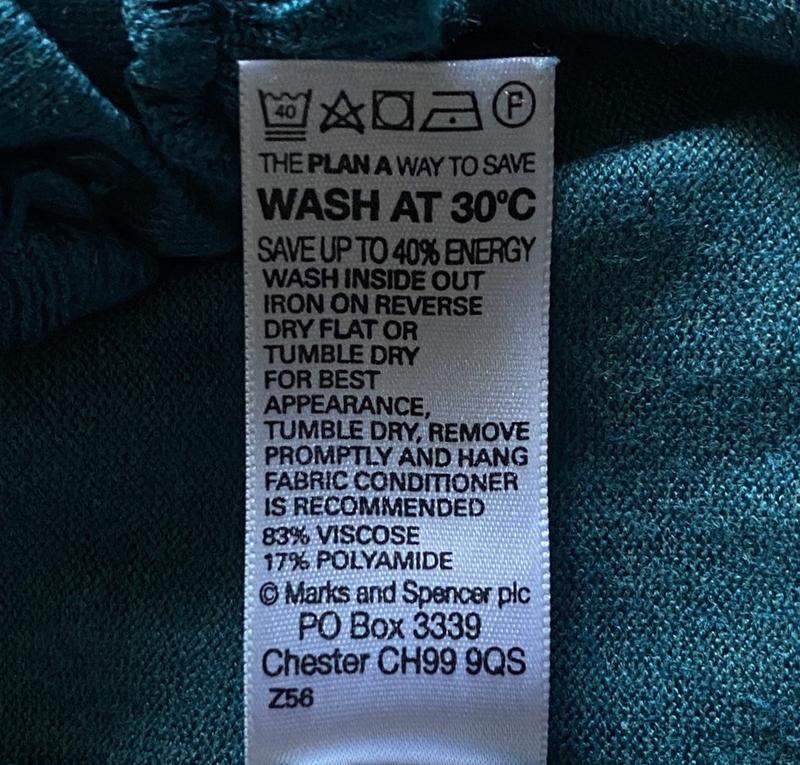 40 P
THE PLAN A WAY TO SAVE
WASH AT 30°C
SAVE UP TO 40% ENERGY
WASH INSIDE OUT
IRON ON REVERSE
DRY FLAT OR
TUMBLE DRY
FOR BEST
APPEARANCE,
TUMBLE DRY, REMOVE
PROMPTLY AND HANG
FABRIC CONDITIONER
IS RECOMMENDED
83% VISCOSE
17% POLYAMIDE
© Marks and Spencer plc
PO Box 3339
Chester CH99 9QS
Z56